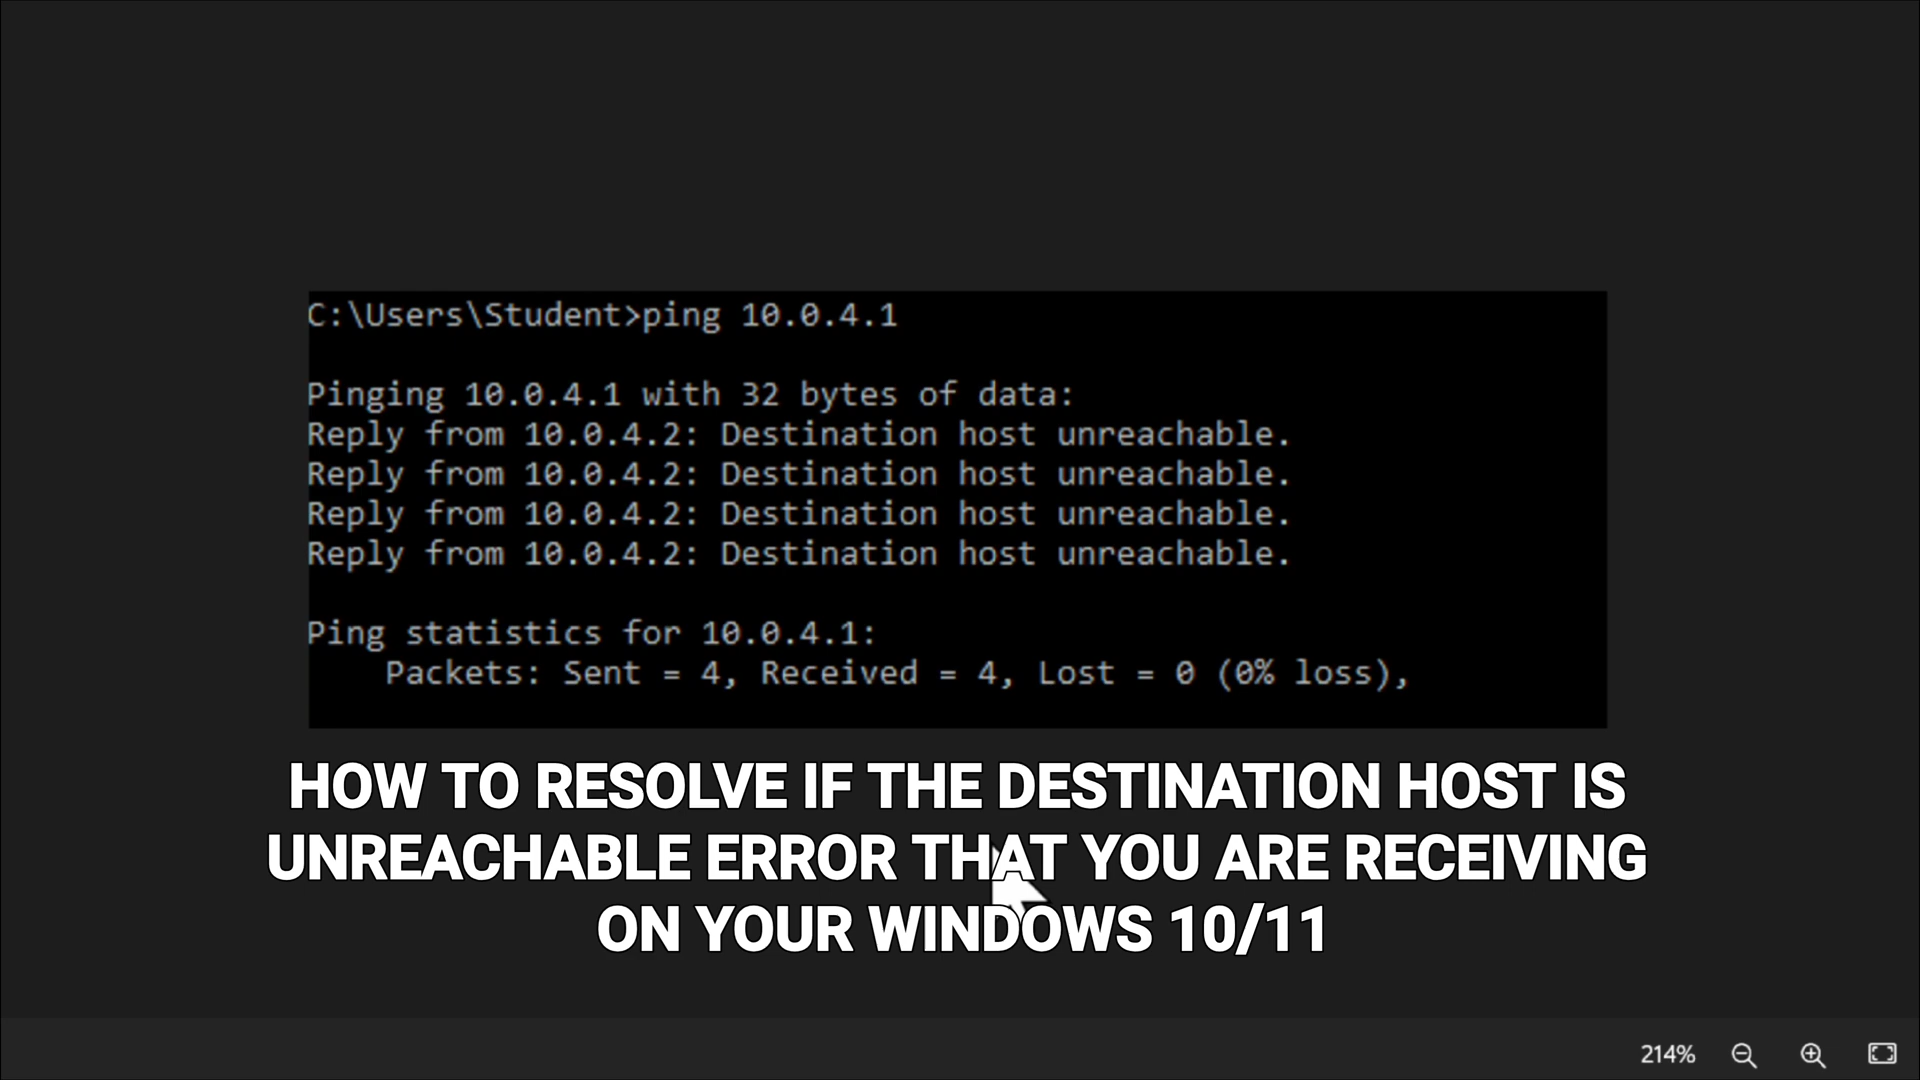 C:\Users\Student>ping 10.0.4.1
Pinging 10.0.4.1 with 32 bytes of data:
Reply from 10.0.4.2: Destination host unreachable.
Reply from 10.0.4.2: Destination host unreachable.
Reply from 10.0.4.2: Destination host unreachable.
Reply from 10.0.4.2: Destination host unreachable.
Ping statistics for 10.0.4.1:
    Packets: Sent = 4, Received = 4, Lost = 0 (0% loss),
HOW TO RESOLVE IF THE DESTINATION HOST IS
UNREACHABLE ERROR THAT YOU ARE RECEIVING
ON YOUR WINDOWS 10/11
214%